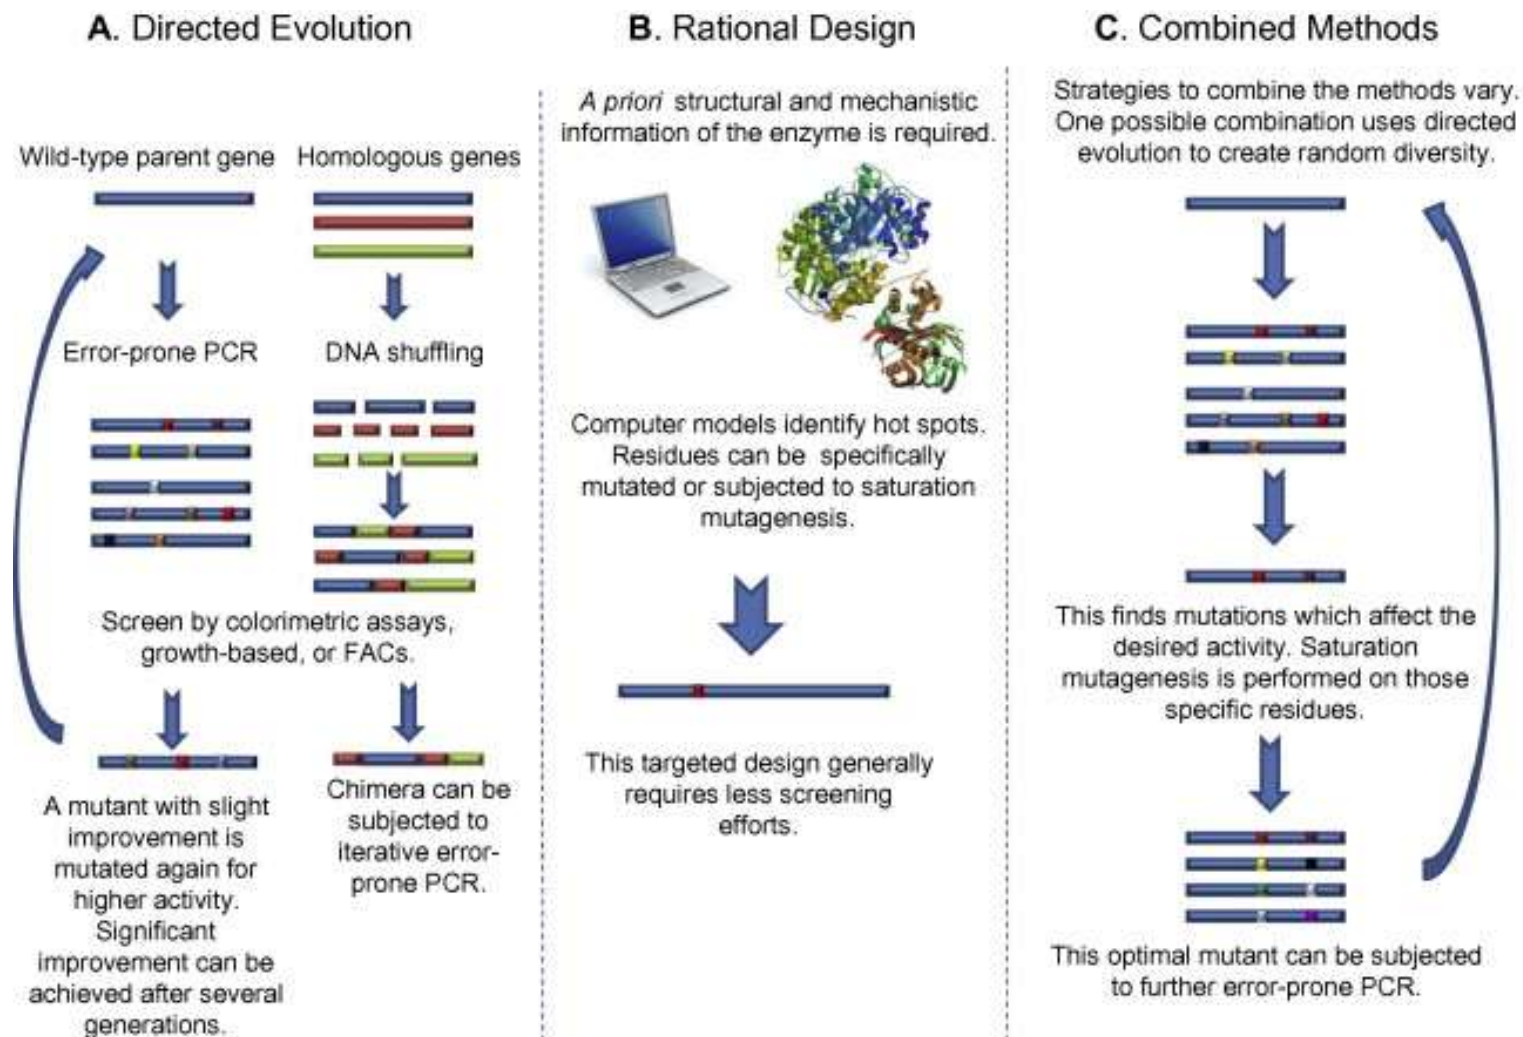 A. Directed Evolution
Wild-type parent gene
Homologous genes
Error-prone PCR
DNA shuffling
Screen by colorimetric assays,
growth-based, or FACs.
A mutant with slight
improvement is
mutated again for
higher activity.
Significant
improvement can be
achieved after several
generations.
Chimera can be
subjected to
iterative error-
prone PCR.
B. Rational Design
A priori structural and mechanistic
information of the enzyme is required.
Computer models identify hot spots.
Residues can be specifically
mutated or subjected to saturation
mutagenesis.
This targeted design generally
requires less screening
efforts.
C. Combined Methods
Strategies to combine the methods vary.
One possible combination uses directed
evolution to create random diversity.
This finds mutations which affect the
desired activity. Saturation
mutagenesis is performed on those
specific residues.
This optimal mutant can be subjected
to further error-prone PCR.